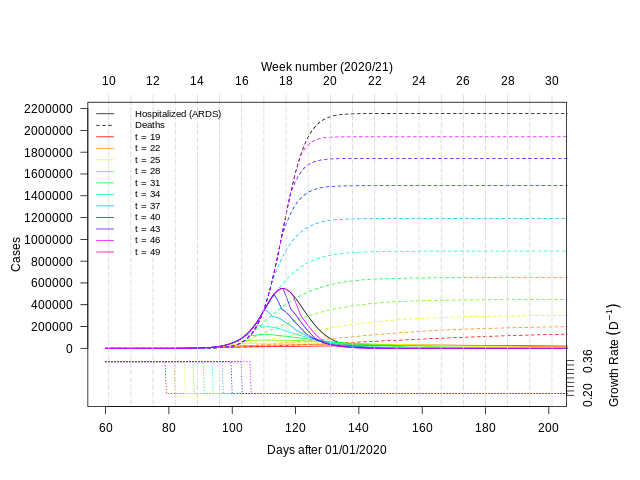 Week number (2020/21)
10 12 14 16 18 20 22 24 26 28 30
2200000
2000000
1800000
1600000
1400000
1200000
1000000
800000
600000
400000
200000
0
Cases
Hospitalized (ARDS)
Deaths
t = 19
t = 22
t = 25
t = 28
t = 31
t = 34
t = 37
t = 40
t = 43
t = 46
t = 49
0.36
0.20
Growth Rate (D⁻¹)
60 80 100 120 140 160 180 200
Days after 01/01/2020